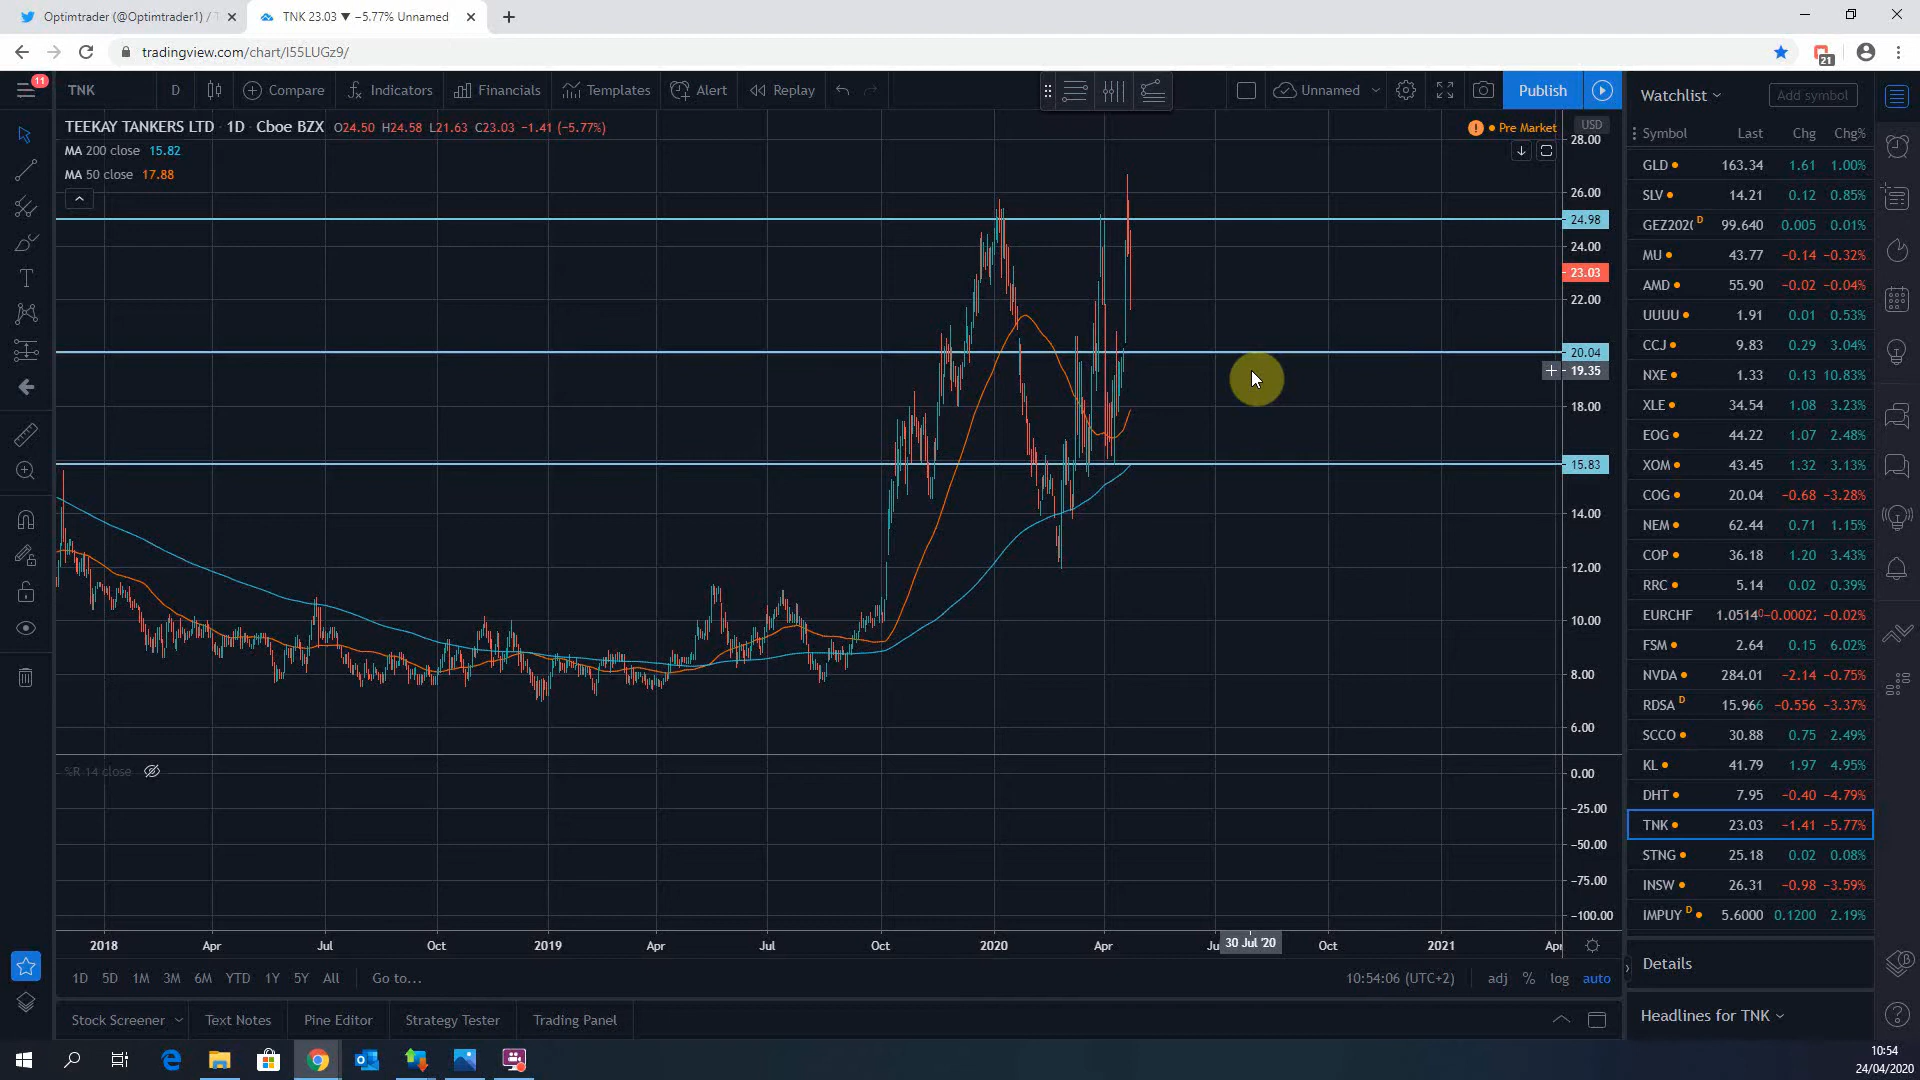 Optimtrader (@Optimtrader1) / T
TNK 23.03 ▼ −5.77% Unnamed
tradingview.com/chart/I55LUGz9/
21
11
TNK
D
Compare
Indicators
Financials
Templates
Alert
Replay
Unnamed
Publish
TEEKAY TANKERS LTD · 1D · Cboe BZX O24.50 H24.58 L21.63 C23.03 −1.41 (−5.77%)
Pre Market
USD
MA 200 close 15.82
MA 50 close 17.88
28.00
26.00
24.98
24.00
23.03
22.00
20.04
19.35
18.00
15.83
14.00
12.00
10.00
8.00
6.00
%R 14 close
0.00
−25.00
−50.00
−75.00
−100.00
2018 Apr Jul Oct 2019 Apr Jul Oct 2020 Apr Ju 30 Jul '20 Oct 2021 Apr
1D 5D 1M 3M 6M YTD 1Y 5Y All Go to... 10:54:06 (UTC+2) adj % log auto
Stock Screener Text Notes Pine Editor Strategy Tester Trading Panel
Watchlist Add symbol
Symbol Last Chg Chg%
GLD 163.34 1.61 1.00%
SLV 14.21 0.12 0.85%
GEZ202( D 99.640 0.005 0.01%
MU 43.77 −0.14 −0.32%
AMD 55.90 −0.02 −0.04%
UUUU 1.91 0.01 0.53%
CCJ 9.83 0.29 3.04%
NXE 1.33 0.13 10.83%
XLE 34.54 1.08 3.23%
EOG 44.22 1.07 2.48%
XOM 43.45 1.32 3.13%
COG 20.04 −0.68 −3.28%
NEM 62.44 0.71 1.15%
COP 36.18 1.20 3.43%
RRC 5.14 0.02 0.39%
EURCHF 1.0514 −0.0002 −0.02%
FSM 2.64 0.15 6.02%
NVDA 284.01 −2.14 −0.75%
RDSA D 15.966 −0.556 −3.37%
SCCO 30.88 0.75 2.49%
KL 41.79 1.97 4.95%
DHT 7.95 −0.40 −4.79%
TNK 23.03 −1.41 −5.77%
STNG 25.18 0.02 0.08%
INSW 26.31 −0.98 −3.59%
IMPUY D 5.6000 0.1200 2.19%
Details
Headlines for TNK
10:54
24/04/2020